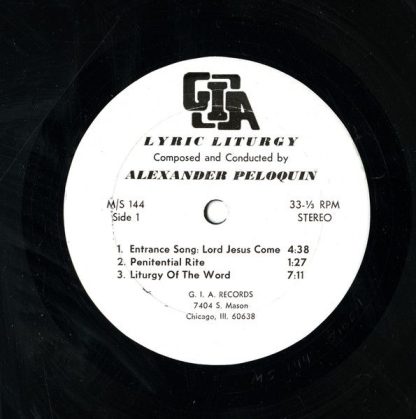 GIA
LYRIC LITURGY
Composed and Conducted by
ALEXANDER PELOQUIN
M/S 144 33-⅓ RPM
Side 1 STEREO
1. Entrance Song: Lord Jesus Come 4:38
2. Penitential Rite 1:27
3. Liturgy Of The Word 7:11
G. I. A. RECORDS
7404 S. Mason
Chicago, Ill. 60638